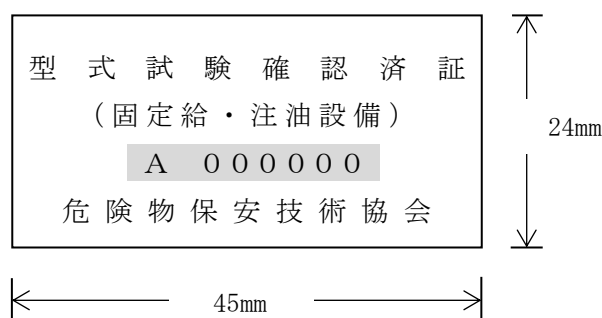 型式試験確認済証
（固定給・注油設備）
Ａ ００００００
危険物保安技術協会
24mm
45mm